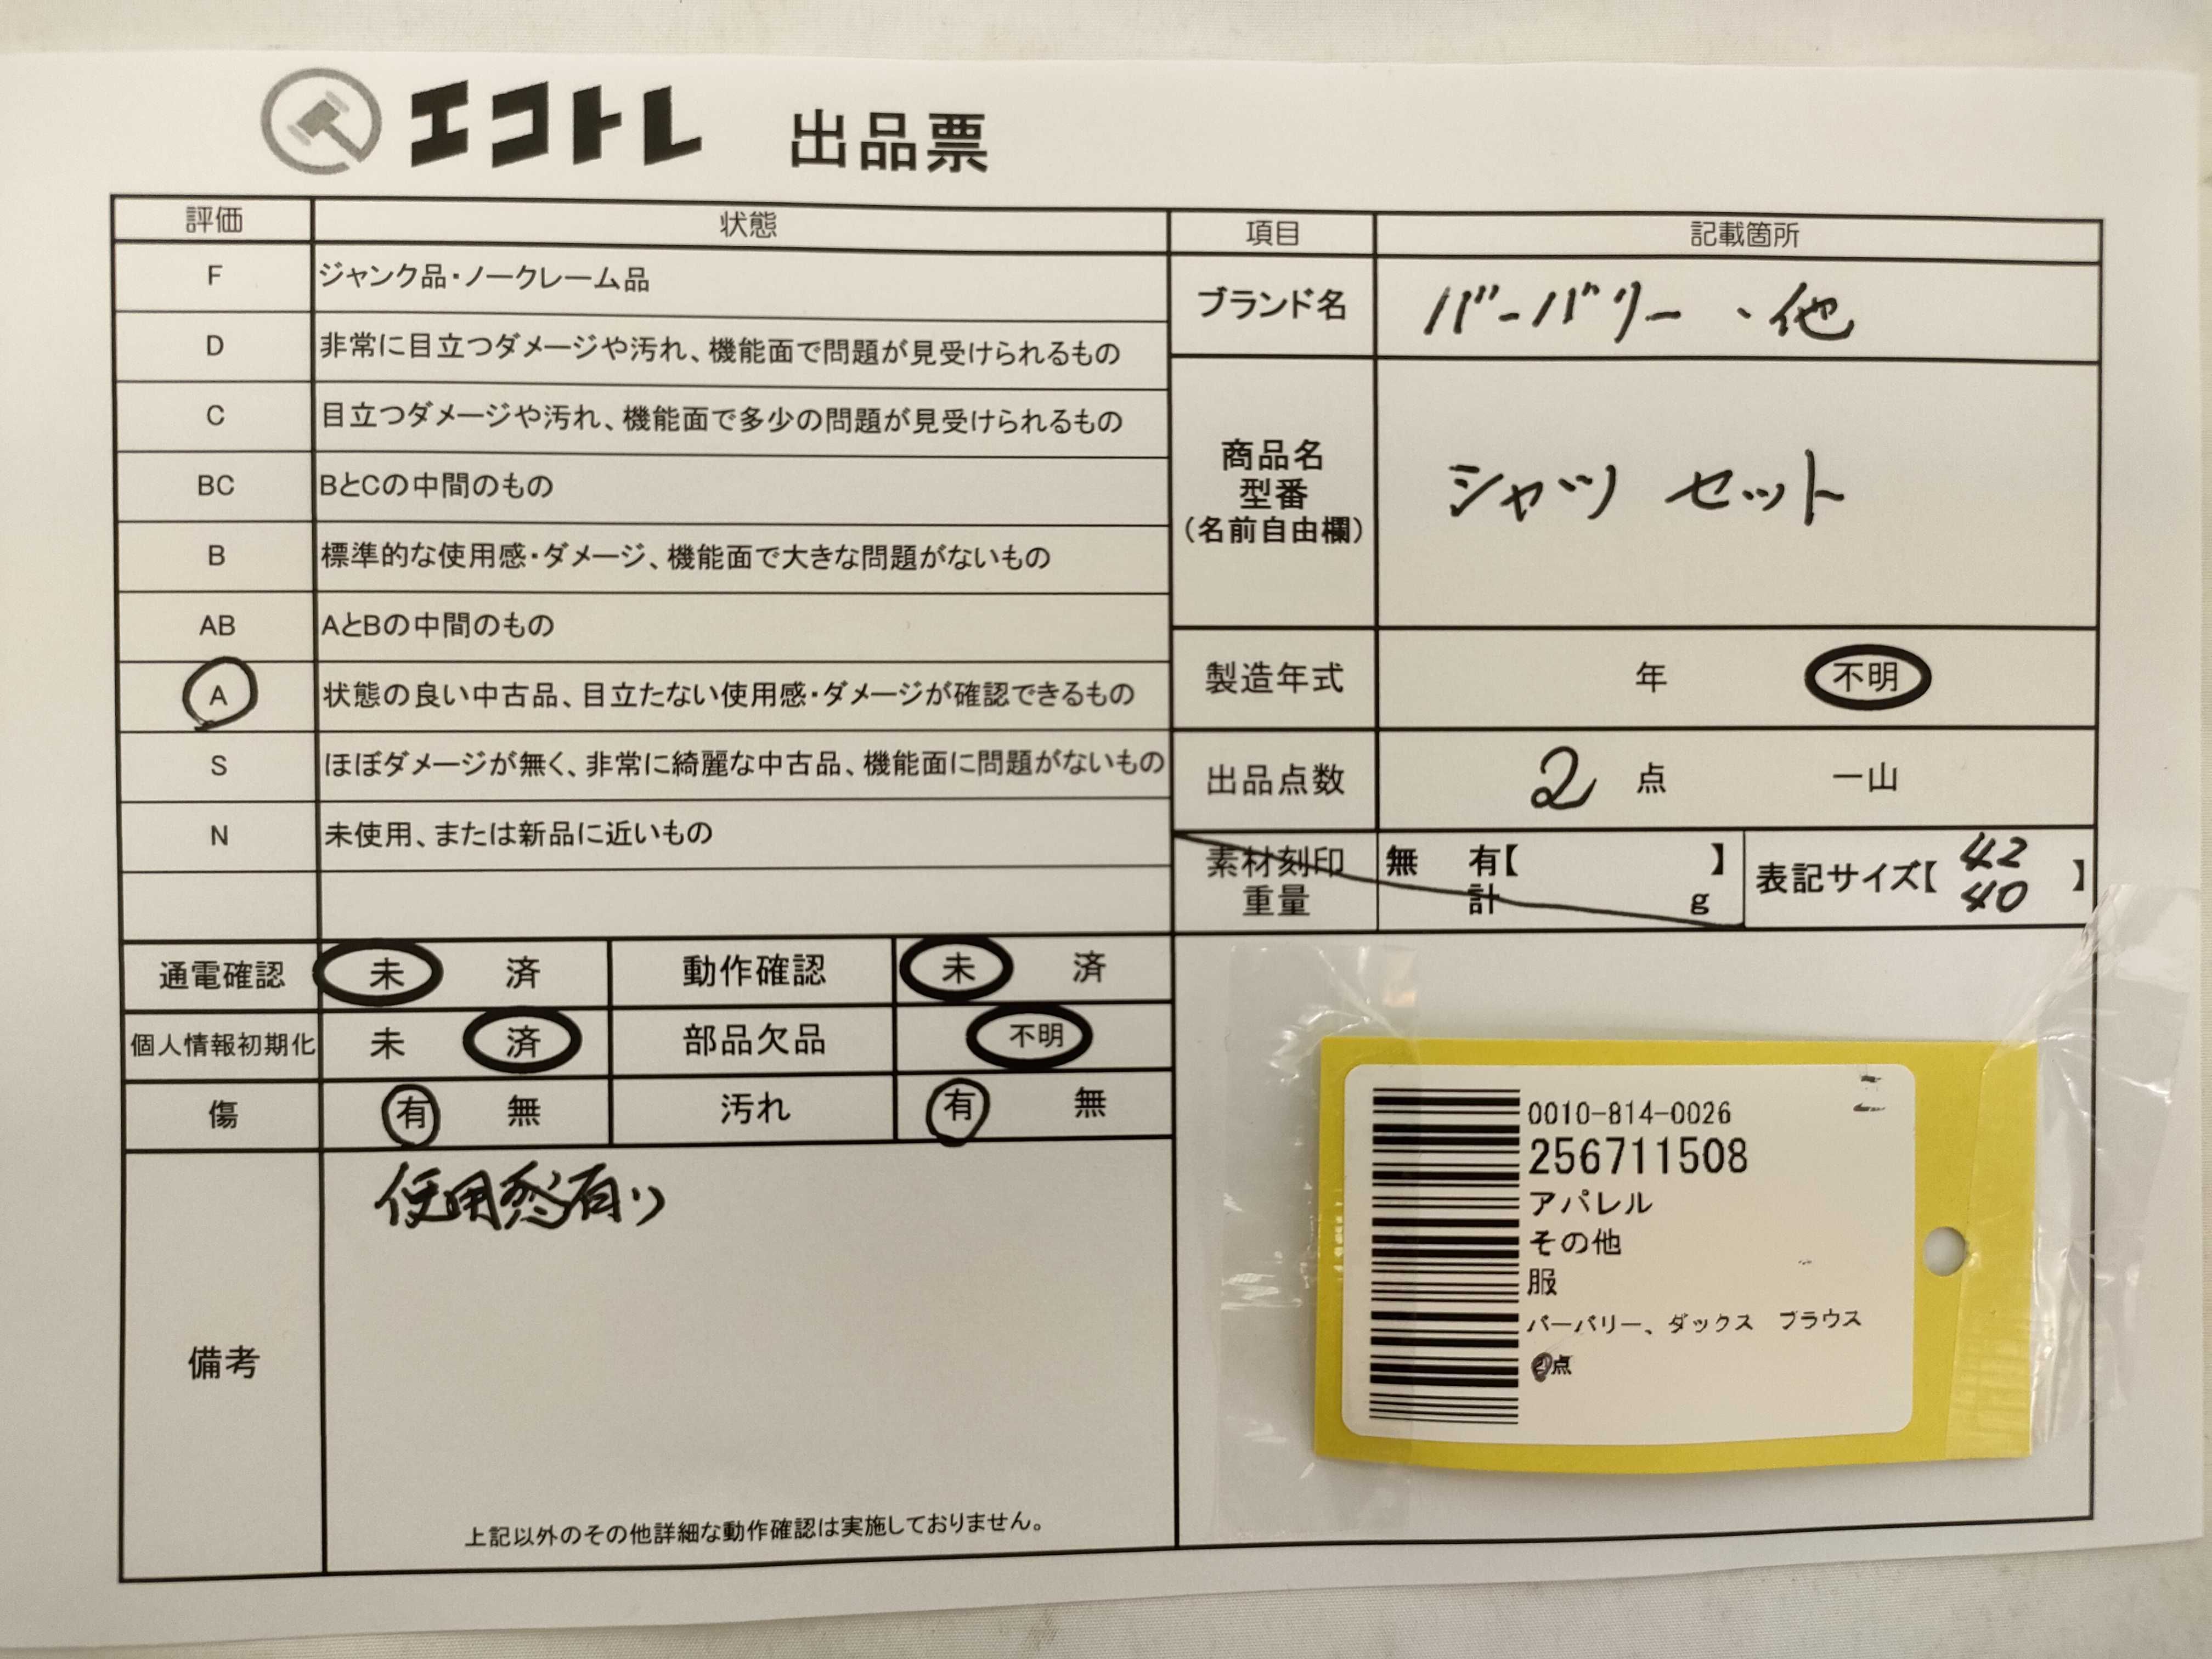 エコトレ 出品票
評価 状態 項目 記載箇所
F ジャンク品・ノークレーム品
D 非常に目立つダメージや汚れ、機能面で問題が見受けられるもの
C 目立つダメージや汚れ、機能面で多少の問題が見受けられるもの
BC BとCの中間のもの
B 標準的な使用感・ダメージ、機能面で大きな問題がないもの
AB AとBの中間のもの
A 状態の良い中古品、目立たない使用感・ダメージが確認できるもの
S ほぼダメージが無く、非常に綺麗な中古品、機能面に問題がないもの
N 未使用、または新品に近いもの
ブランド名 バーバリー、他
商品名
型番
(名前自由欄)
シャツ セット
製造年式 年 不明
出品点数 2 点 一山
素材刻印 無 有【 】
重量 計 g
表記サイズ【 42
40 】
通電確認 未 済 動作確認 未 済
個人情報初期化 未 済 部品欠品 不明
傷 有 無 汚れ 有 無
備考
使用感有り
上記以外のその他詳細な動作確認は実施しておりません。
0010-814-0026
256711508
アパレル
その他
服
バーバリー、ダックス ブラウス
点